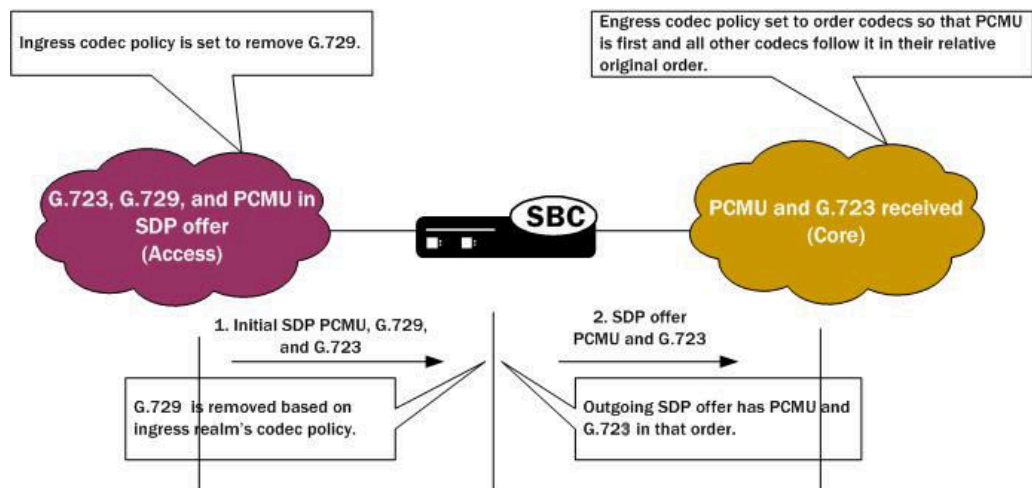 Ingress codec policy is set to remove G.729.
Engress codec policy set to order codecs so that PCMU
is first and all other codecs follow it in their relative
original order.
G.723, G.729, and PCMU in
SDP offer
(Access)
SBC
PCMU and G.723 received
(Core)
1. Initial SDP PCMU, G.729,
and G.723
2. SDP offer
PCMU and G.723
G.729 is removed based on
ingress realm's codec policy.
Outgoing SDP offer has PCMU and
G.723 in that order.